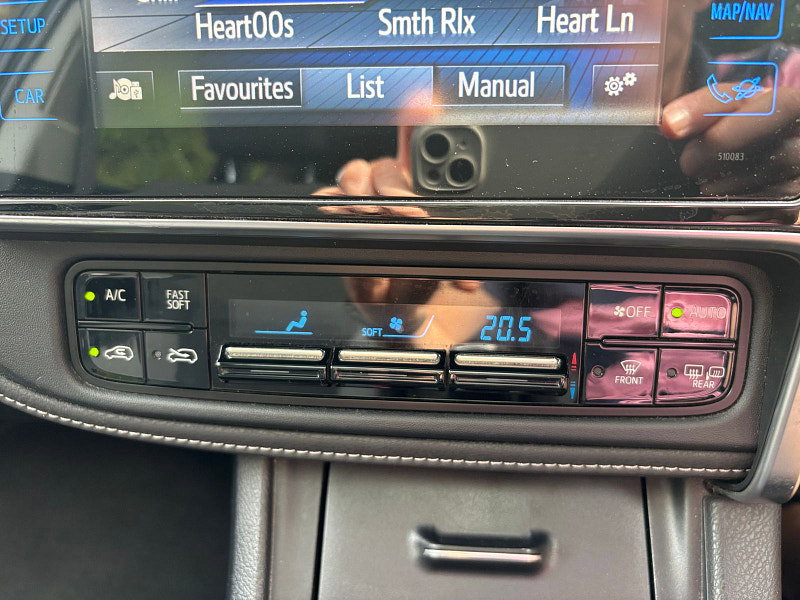 SETUP
MAP/NAV
Heart00s
Smth Rlx
Heart Ln
CAR
Favourites
List
Manual
510083
A/C
FAST
SOFT
SOFT
20.5
OFF
AUTO
FRONT
REAR